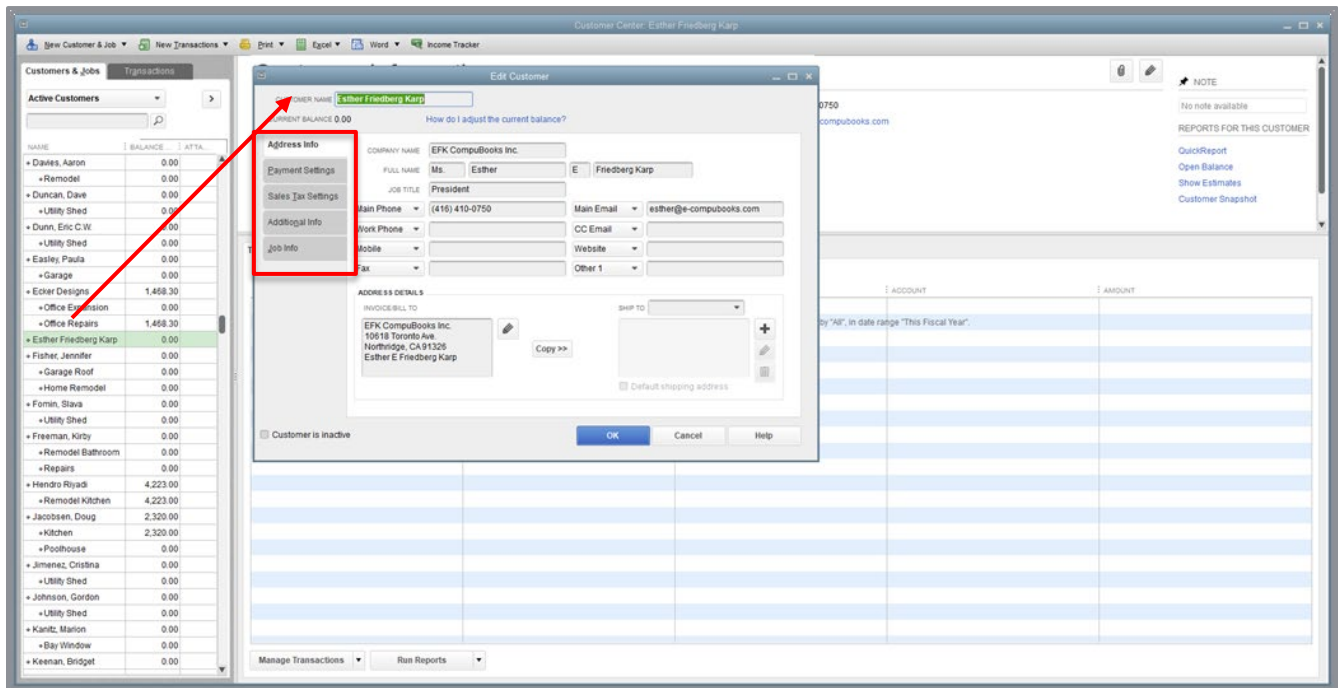 Customer Center: Esther Friedberg Karp
New Customer & Job New Transactions Print Excel Word Income Tracker
Customers & Jobs Transactions
Active Customers
NAME BALANCE... ATTA...
+ Davies, Aaron 0.00
+Remodel 0.00
+ Duncan, Dave 0.00
+Utility Shed 0.00
+ Dunn, Eric C.W. 0.00
+Utility Shed 0.00
+ Easley, Paula 0.00
+Garage 0.00
+ Ecker Designs 1,468.30
+Office Expansion 0.00
+Office Repairs 1,468.30
+ Esther Friedberg Karp 0.00
+ Fisher, Jennifer 0.00
+Garage Roof 0.00
+Home Remodel 0.00
+ Fomin, Slava 0.00
+Utility Shed 0.00
+ Freeman, Kirby 0.00
+Remodel Bathroom 0.00
+Repairs 0.00
+ Hendro Riyadi 4,223.00
+Remodel Kitchen 4,223.00
+ Jacobsen, Doug 2,320.00
+Kitchen 2,320.00
+Poolhouse 0.00
+ Jimenez, Cristina 0.00
+Utility Shed 0.00
+ Johnson, Gordon 0.00
+Utility Shed 0.00
+ Kanitz, Marion 0.00
+Bay Window 0.00
+ Keenan, Bridget 0.00
Edit Customer
CUSTOMER NAME Esther Friedberg Karp
CURRENT BALANCE 0.00 How do I adjust the current balance?
Address Info
Payment Settings
Sales Tax Settings
Additional Info
Job Info
COMPANY NAME EFK CompuBooks Inc.
FULL NAME Ms. Esther E Friedberg Karp
JOB TITLE President
Main Phone (416) 410-0750 Main Email esther@e-compubooks.com
Work Phone CC Email
Mobile Website
Fax Other 1
ADDRESS DETAILS
INVOICE/BILL TO SHIP TO
EFK CompuBooks Inc.
10618 Toronto Ave.
Northridge, CA 91326
Esther E Friedberg Karp
Copy >>
Default shipping address
Customer is inactive
OK Cancel Help
0750
compubooks.com
NOTE
No note available
REPORTS FOR THIS CUSTOMER
QuickReport
Open Balance
Show Estimates
Customer Snapshot
ACCOUNT AMOUNT
by "All", in date range "This Fiscal Year".
Manage Transactions Run Reports